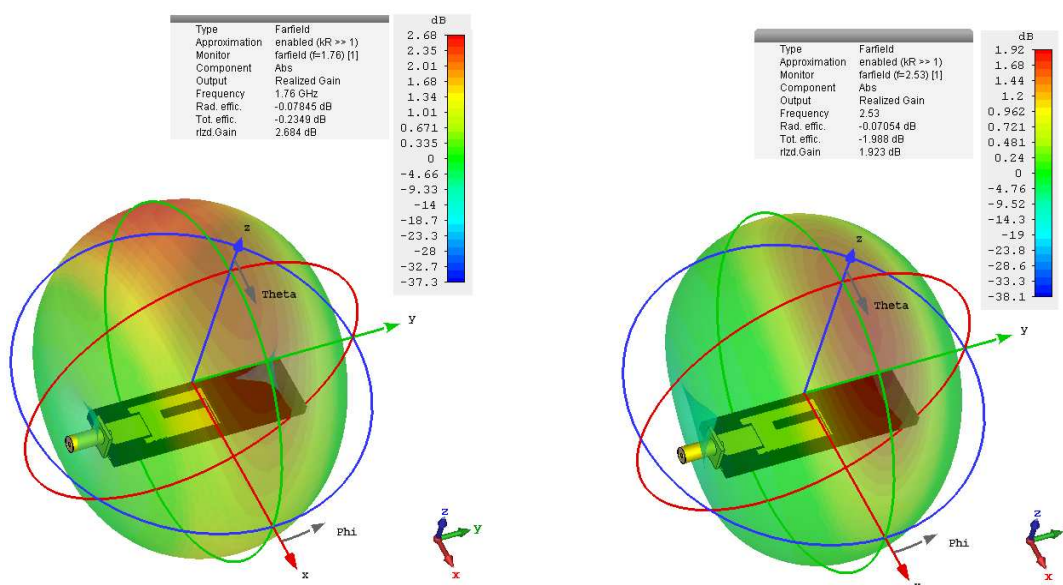 Type Farfield
Approximation enabled (kR >> 1)
Monitor farfield (f=1.76) [1]
Component Abs
Output Realized Gain
Frequency 1.76 GHz
Rad. effic. -0.07845 dB
Tot. effic. -0.2349 dB
rlzd.Gain 2.684 dB
dB
2.68
2.35
2.01
1.68
1.34
1.01
0.671
0.335
0
-4.66
-9.33
-14
-18.7
-23.3
-28
-32.7
-37.3
z
Theta
y
Phi
x
z
y
x
Type Farfield
Approximation enabled (kR >> 1)
Monitor farfield (f=2.53) [1]
Component Abs
Output Realized Gain
Frequency 2.53
Rad. effic. -0.07054 dB
Tot. effic. -1.988 dB
rlzd.Gain 1.923 dB
dB
1.92
1.68
1.44
1.2
0.962
0.721
0.481
0.24
0
-4.76
-9.52
-14.3
-19
-23.8
-28.6
-33.3
-38.1
z
Theta
y
Phi
z
y
x